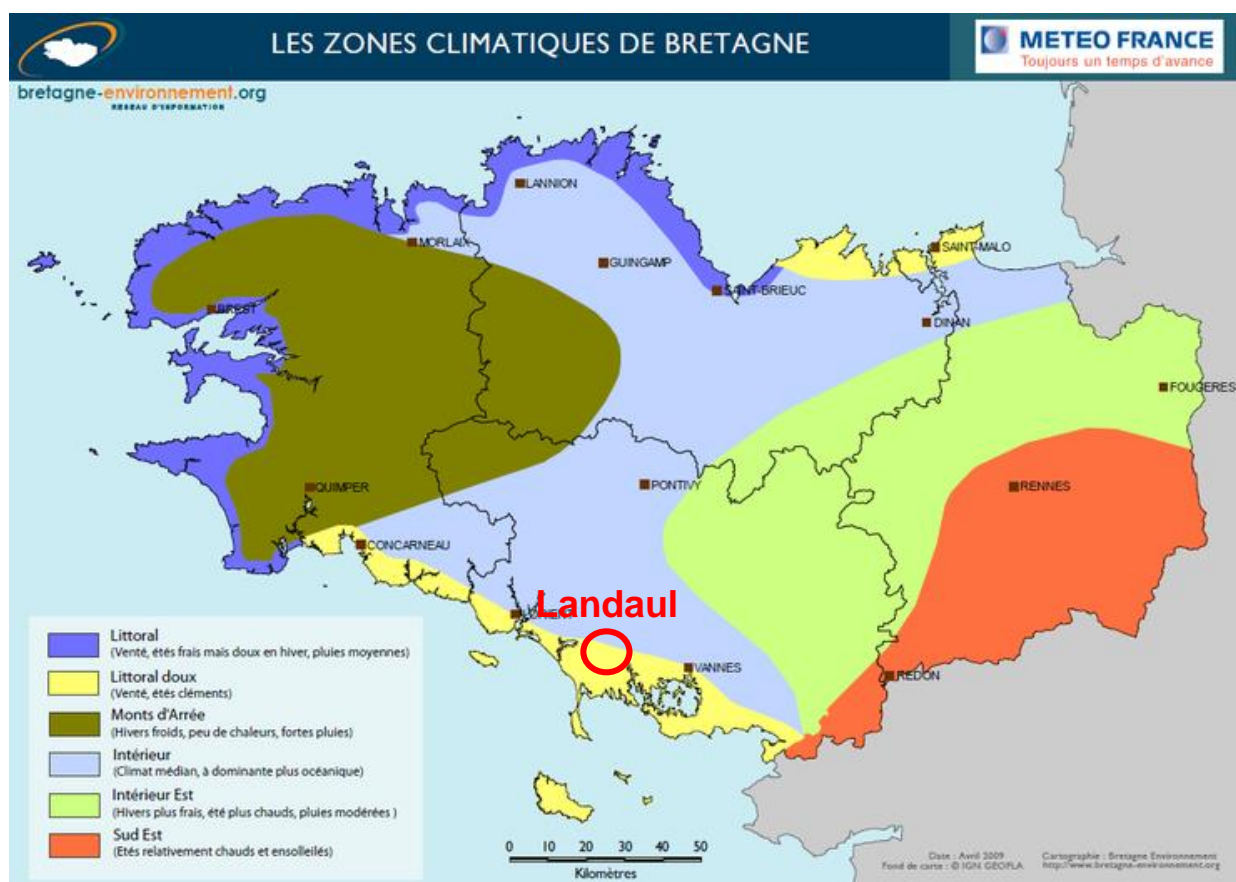 LES ZONES CLIMATIQUES DE BRETAGNE
METEO FRANCE
Toujours un temps d'avance
bretagne-environnement.org
RESEAU D'INFORMATION
LANNION
MORLAIX
GUINGAMP
SAINT-MALO
SAINT-BRIEUC
BREST
DINAN
FOUGERES
QUIMPER
PONTIVY
RENNES
CONCARNEAU
LORIENT
Landaul
VANNES
REDON
Littoral
(Venté, étés frais mais doux en hiver, pluies moyennes)
Littoral doux
(Venté, étés cléments)
Monts d'Arrée
(Hivers froids, peu de chaleurs, fortes pluies)
Intérieur
(Climat médian, à dominante plus océanique)
Intérieur Est
(Hivers plus frais, été plus chauds, pluies modérées )
Sud Est
(Etés relativement chauds et ensolleilés)
0 10 20 30 40 50
Kilomètres
Date : Avril 2009
Fond de carte : © IGN GEOFLA
Cartographie : Bretagne Environnement
http://www.bretagne-environnement.org